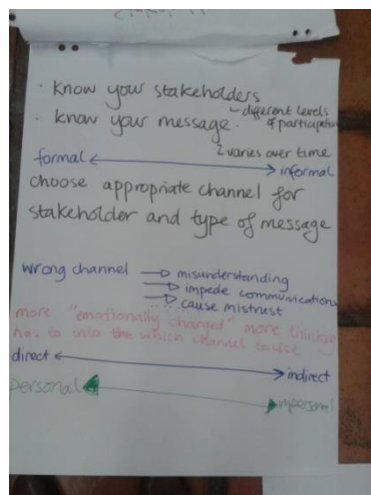 · Know your stakeholders
- different levels
of participation
· Know your message.
2 varies over time
formal informal
choose appropriate channel for
stakeholder and type of message
wrong channel → misunderstanding
→ impede communication
→ cause mistrust
more "emotionally charged" more thinking
has to into the which channel to use
direct indirect
personal impersonal